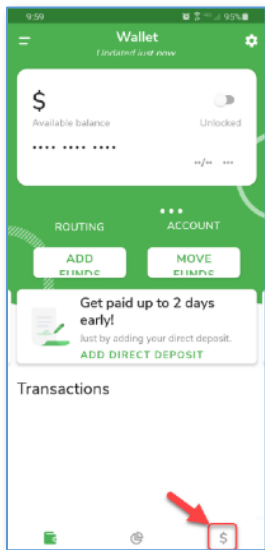 9:59
95%
Wallet
Updated just now
$
Available balance
Unlocked
•••• •••• ••••
--/-- ---
•••
ROUTING
ACCOUNT
ADD
FUNDS
MOVE
FUNDS
Get paid up to 2 days
early!
Just by adding your direct deposit.
ADD DIRECT DEPOSIT
Transactions
$